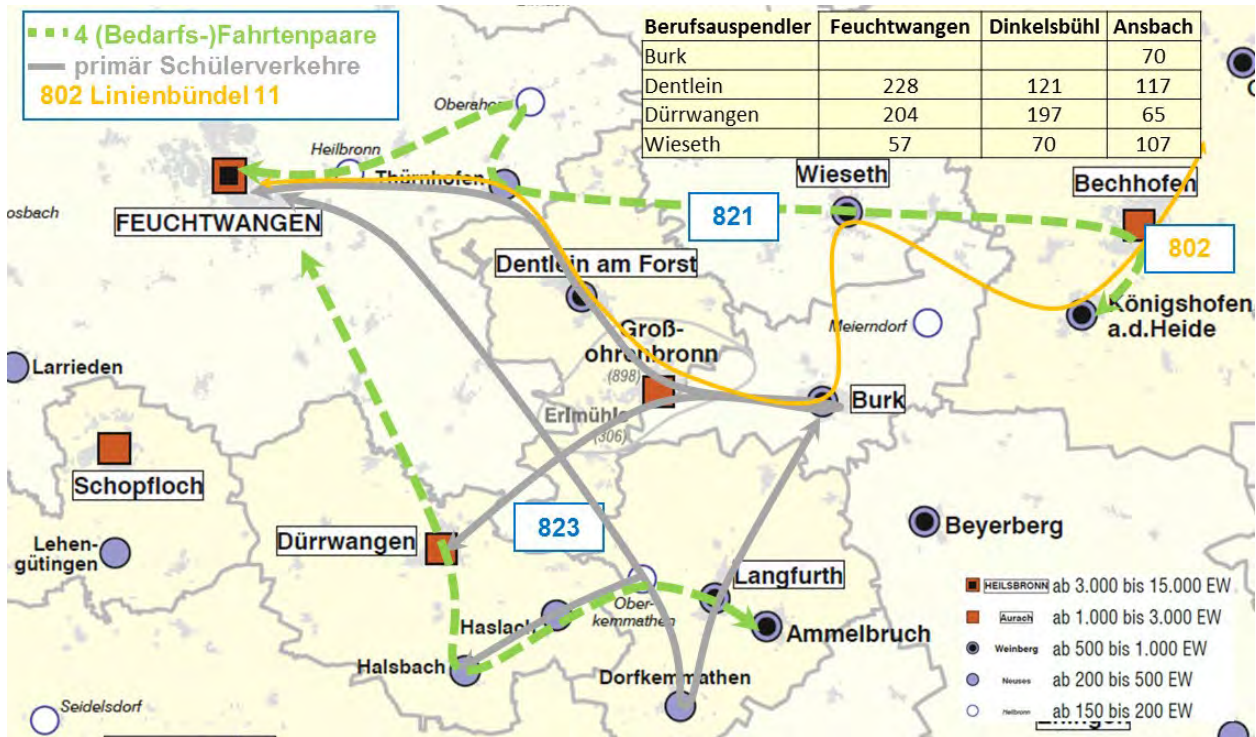 4 (Bedarfs-)Fahrtenpaare
primär Schülerverkehre
802 Linienbündel 11
Berufsauspendler Feuchtwangen Dinkelsbühl Ansbach
Burk 70
Dentlein 228 121 117
Dürrwangen 204 197 65
Wieseth 57 70 107
Heilbronn
Thürnhofen
FEUCHTWANGEN
Wieseth
Bechhofen
821
802
Dentlein am Forst
Königshofen
a.d.Heide
Meierndorf
Groß-
ohrenbronn
(898)
Larrieden
Erlmühle
(306)
Burk
Schopfloch
Dürrwangen
823
Beyerberg
Lehen-
gütingen
Langfurth
Ober-
kemmathen
Haslach
Ammelbruch
Halsbach
Dorfkemmathen
Seidelsdorf
HEILSBRONN ab 3.000 bis 15.000 EW
Aurach ab 1.000 bis 3.000 EW
Weinberg ab 500 bis 1.000 EW
Neuses ab 200 bis 500 EW
Heilbronn ab 150 bis 200 EW